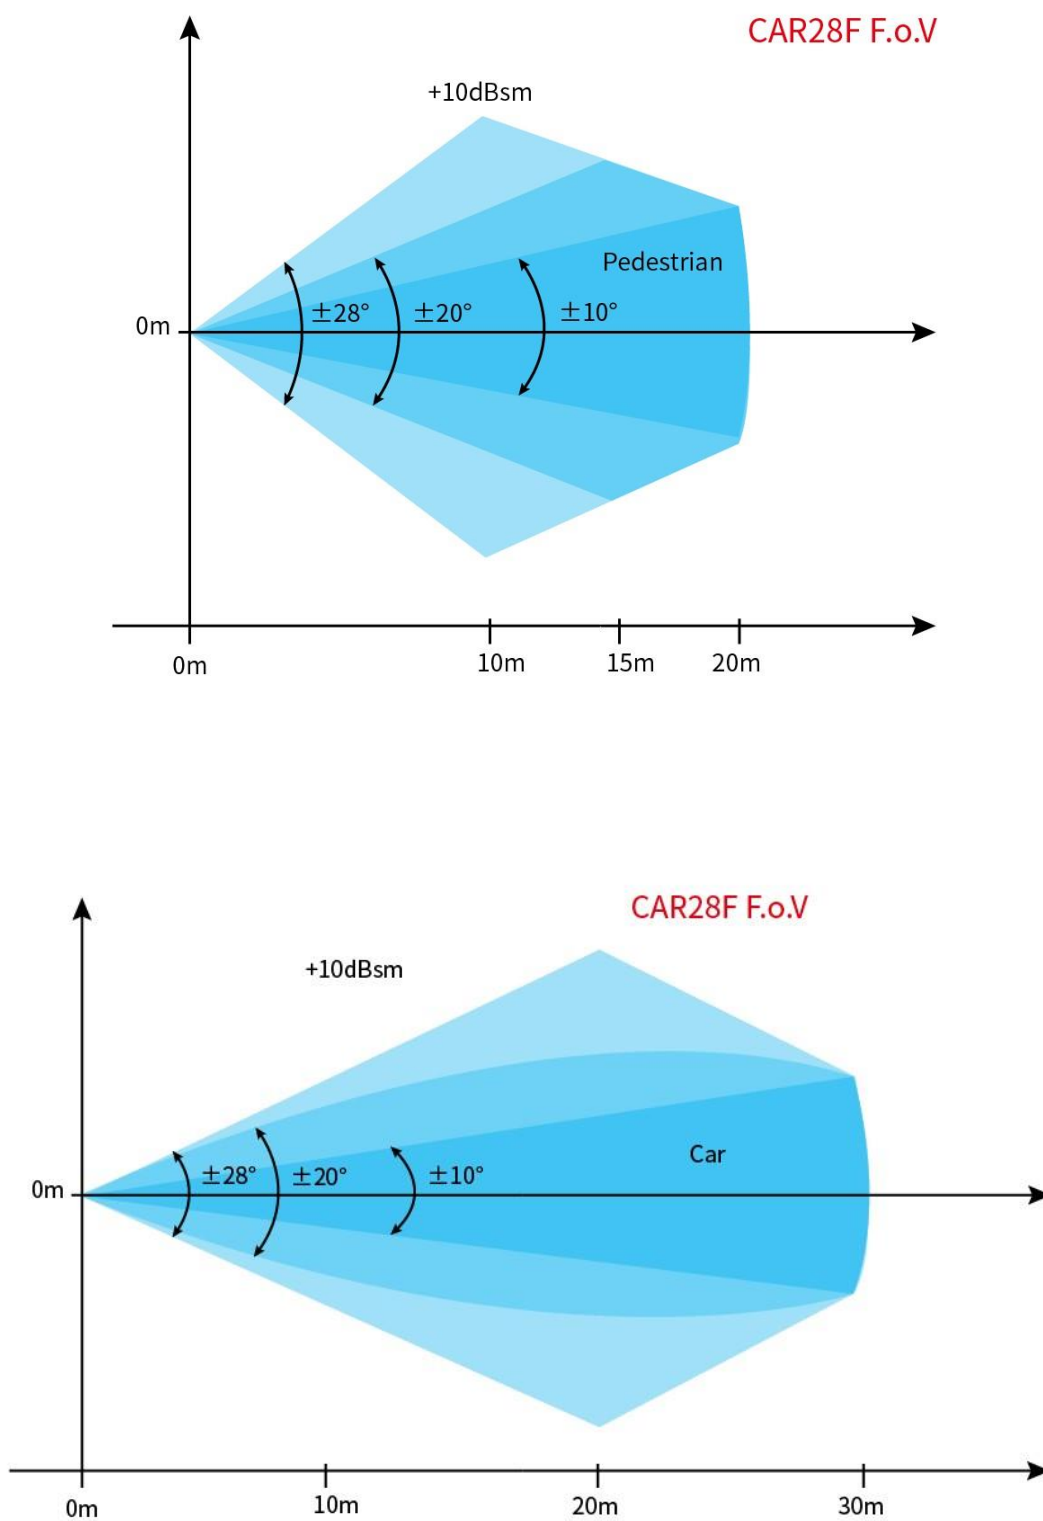 CAR28F F.o.V
+10dBsm
Pedestrian
±28° ±20° ±10°
0m
0m 10m 15m 20m
CAR28F F.o.V
+10dBsm
Car
±28° ±20° ±10°
0m
0m 10m 20m 30m